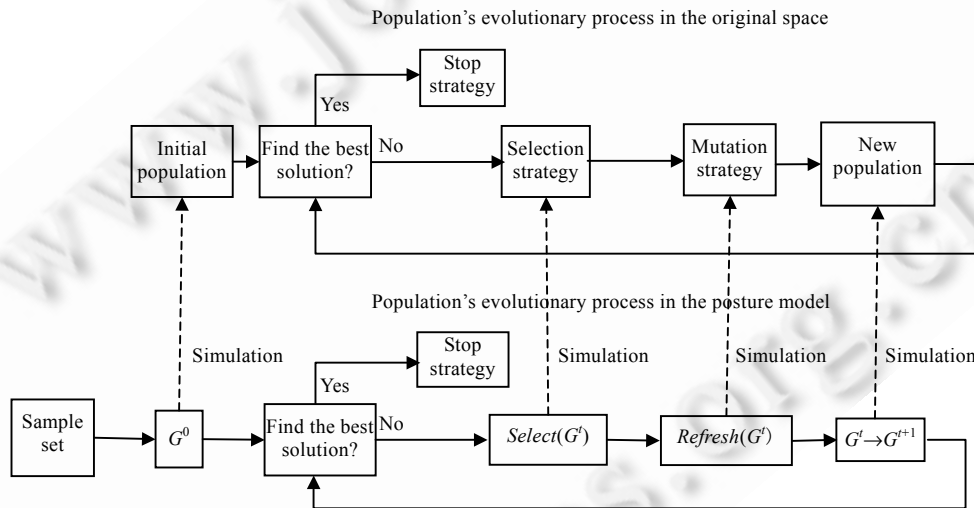 Population's evolutionary process in the original space
Stop
strategy
Yes
Initial
population
Find the best
solution?
No
Selection
strategy
Mutation
strategy
New
population
Population's evolutionary process in the posture model
Simulation
Stop
strategy
Simulation
Simulation
Simulation
Yes
Sample
set
G⁰
Find the best
solution?
No
Select(Gᵗ)
Refresh(Gᵗ)
Gᵗ→Gᵗ⁺¹